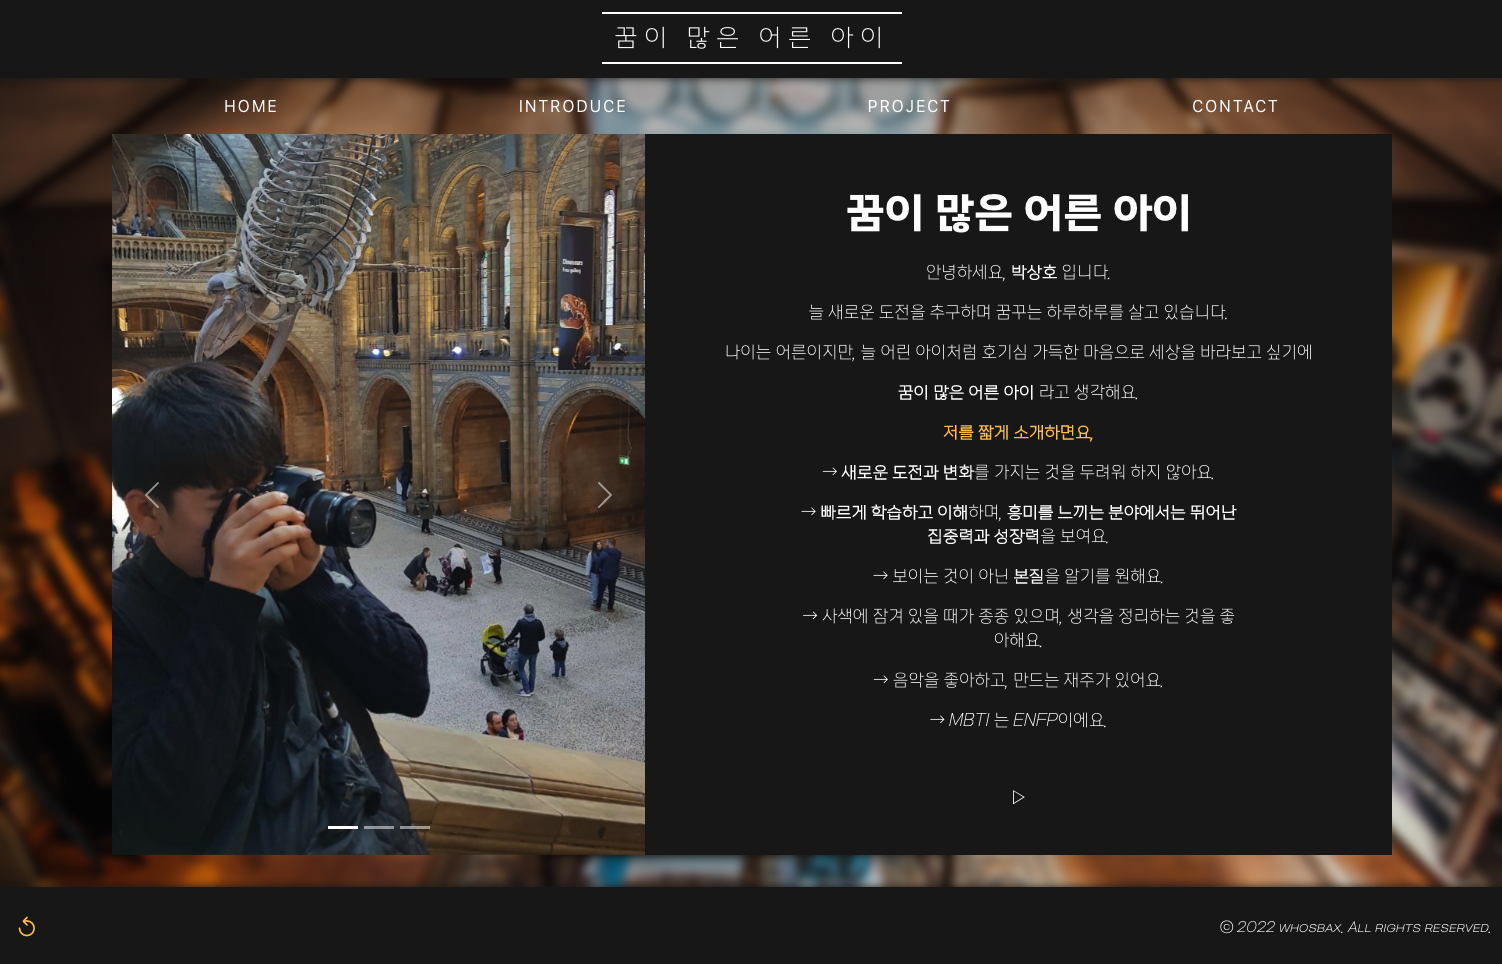 꿈이 많은 어른 아이
HOME
INTRODUCE
PROJECT
CONTACT
Dinosaurs
꿈이 많은 어른 아이
안녕하세요, 박상호 입니다.
늘 새로운 도전을 추구하며 꿈꾸는 하루하루를 살고 있습니다.
나이는 어른이지만, 늘 어린 아이처럼 호기심 가득한 마음으로 세상을 바라보고 싶기에
꿈이 많은 어른 아이 라고 생각해요.
저를 짧게 소개하면요,
→ 새로운 도전과 변화를 가지는 것을 두려워 하지 않아요.
→ 빠르게 학습하고 이해하며, 흥미를 느끼는 분야에서는 뛰어난
집중력과 성장력을 보여요.
→ 보이는 것이 아닌 본질을 알기를 원해요.
→ 사색에 잠겨 있을 때가 종종 있으며, 생각을 정리하는 것을 좋
아해요.
→ 음악을 좋아하고, 만드는 재주가 있어요.
→ MBTI 는 ENFP이에요.
© 2022 WHOSBAX. ALL RIGHTS RESERVED.